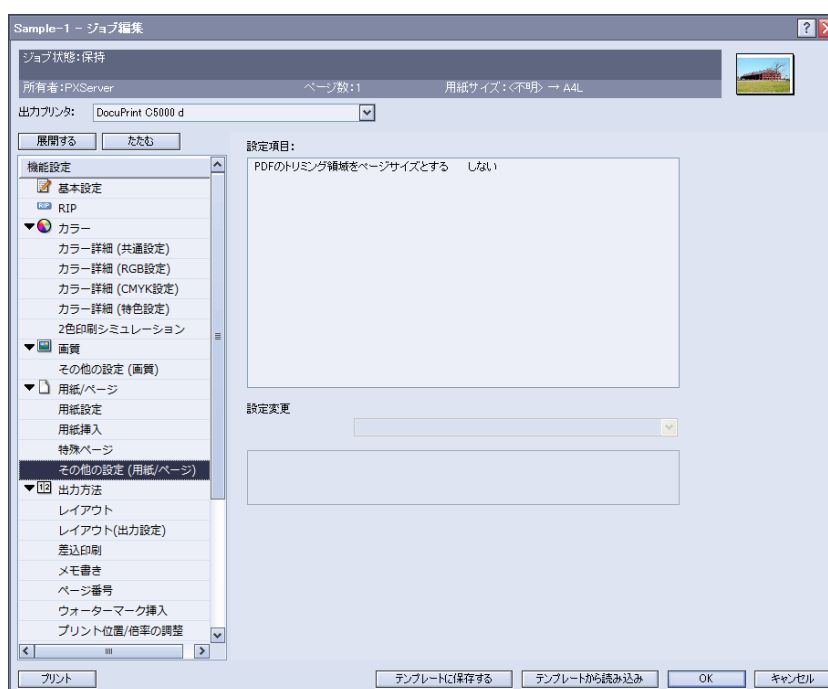 Sample-1 - ジョブ編集
ジョブ状態:保持
所有者:PXServer ページ数:1 用紙サイズ:<不明> → A4L
出力プリンタ: DocuPrint C5000 d
展開する たたむ
設定項目:
機能設定
PDFのトリミング領域をページサイズとする しない
基本設定
RIP RIP
カラー
カラー詳細 (共通設定)
カラー詳細 (RGB設定)
カラー詳細 (CMYK設定)
カラー詳細 (特色設定)
2色印刷シミュレーション
画質
その他の設定 (画質)
用紙/ページ
用紙設定
設定変更
用紙挿入
特殊ページ
その他の設定 (用紙/ページ)
12 出力方法
レイアウト
レイアウト(出力設定)
差込印刷
メモ書き
ページ番号
ウォーターマーク挿入
プリント位置/倍率の調整
プリント テンプレートに保存する テンプレートから読み込み OK キャンセル